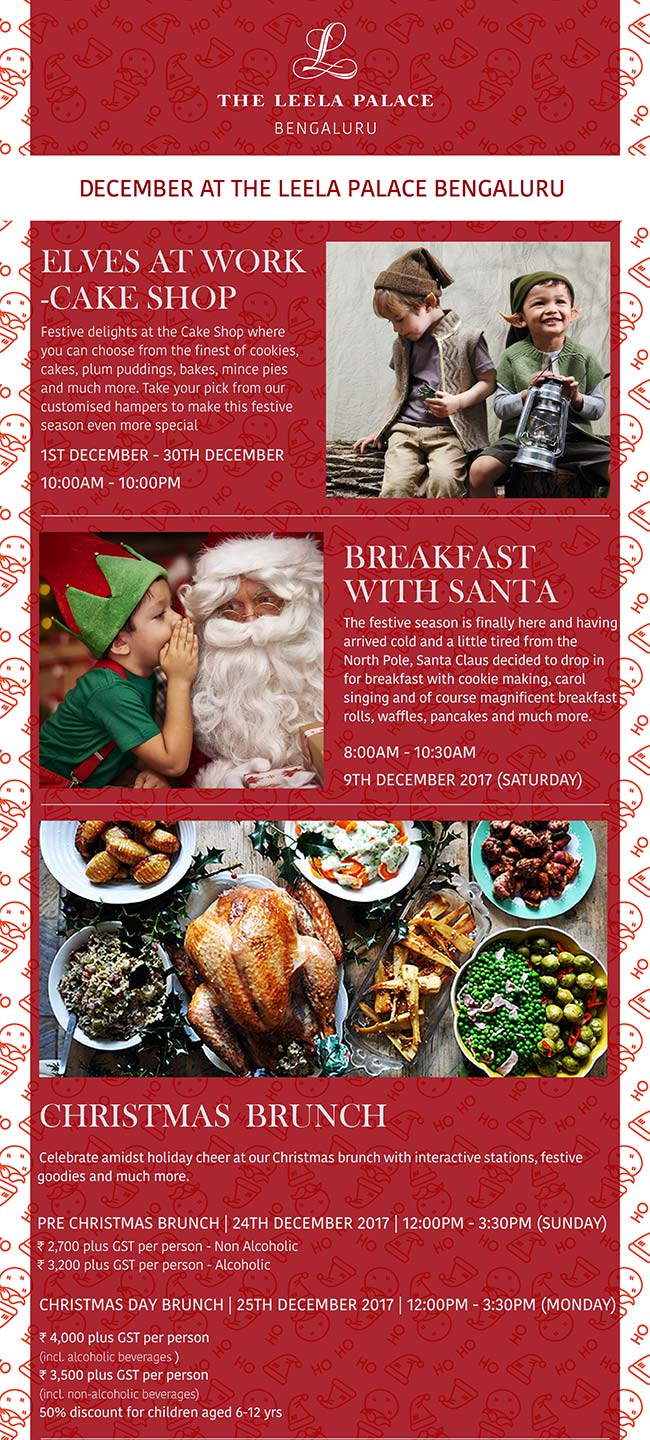 THE LEELA PALACE
BENGALURU
DECEMBER AT THE LEELA PALACE BENGALURU
ELVES AT WORK
-CAKE SHOP
Festive delights at the Cake Shop where
you can choose from the finest of cookies,
cakes, plum puddings, bakes, mince pies
and much more. Take your pick from our
customised hampers to make this festive
season even more special
1ST DECEMBER - 30TH DECEMBER
10:00AM - 10:00PM
BREAKFAST
WITH SANTA
The festive season is finally here and having
arrived cold and a little tired from the
North Pole, Santa Claus decided to drop in
for breakfast with cookie making, carol
singing and of course magnificent breakfast
rolls, waffles, pancakes and much more.
8:00AM - 10:30AM
9TH DECEMBER 2017 (SATURDAY)
CHRISTMAS BRUNCH
Celebrate amidst holiday cheer at our Christmas brunch with interactive stations, festive
goodies and much more.
PRE CHRISTMAS BRUNCH | 24TH DECEMBER 2017 | 12:00PM - 3:30PM (SUNDAY)
₹ 2,700 plus GST per person - Non Alcoholic
₹ 3,200 plus GST per person - Alcoholic
CHRISTMAS DAY BRUNCH | 25TH DECEMBER 2017 | 12:00PM - 3:30PM (MONDAY)
₹ 4,000 plus GST per person
(incl. alcoholic beverages )
₹ 3,500 plus GST per person
(incl. non-alcoholic beverages)
50% discount for children aged 6-12 yrs